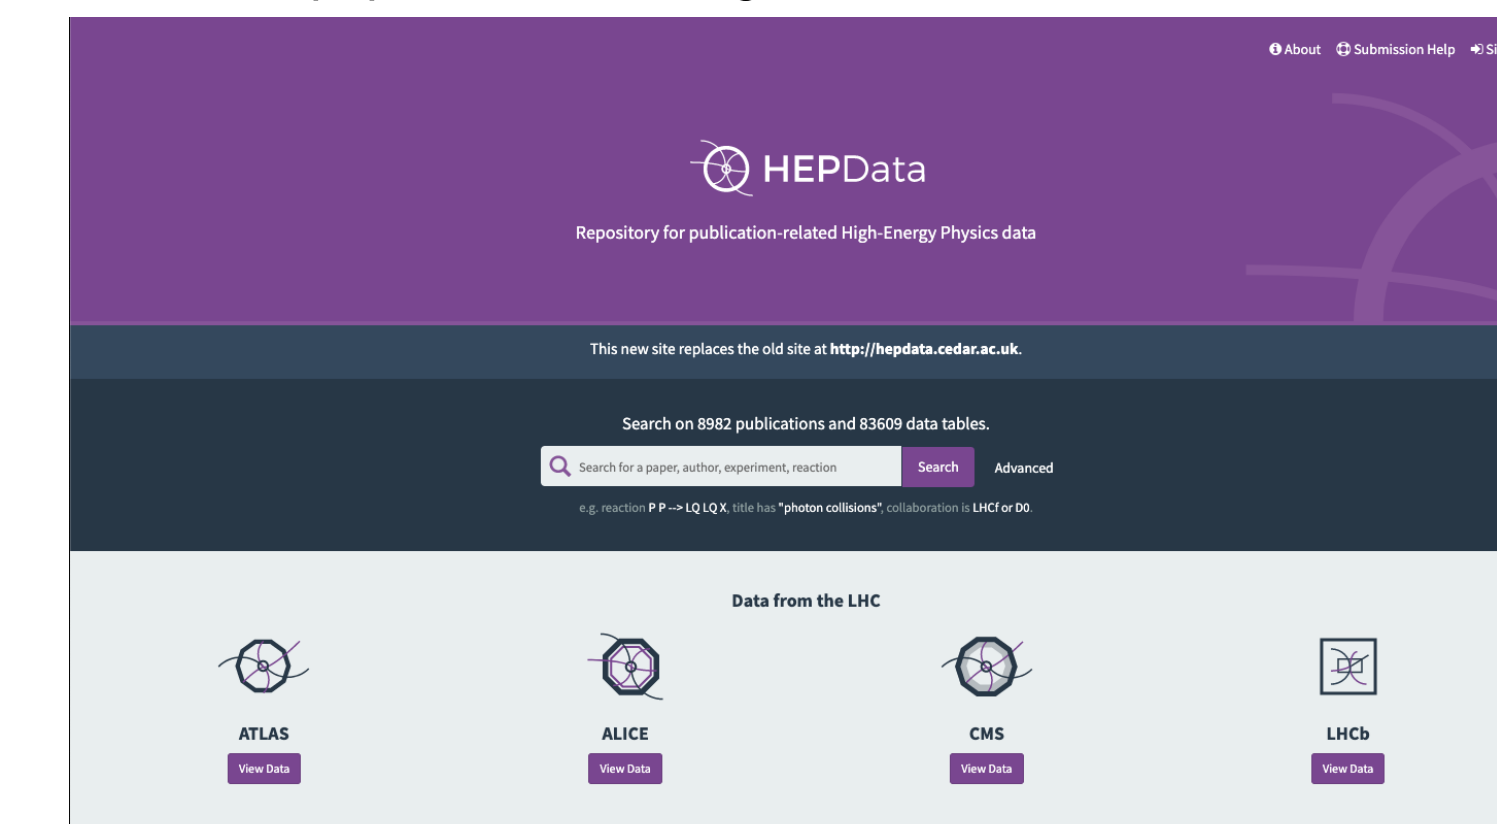 About Submission Help
HEPData
Repository for publication-related High-Energy Physics data
This new site replaces the old site at http://hepdata.cedar.ac.uk.
Search on 8982 publications and 83609 data tables.
Search for a paper, author, experiment, reaction Search Advanced
e.g. reaction P P --> LQ LQ X, title has "photon collisions", collaboration is LHCf or D0.
Data from the LHC
ATLAS ALICE CMS LHCb
View Data View Data View Data View Data